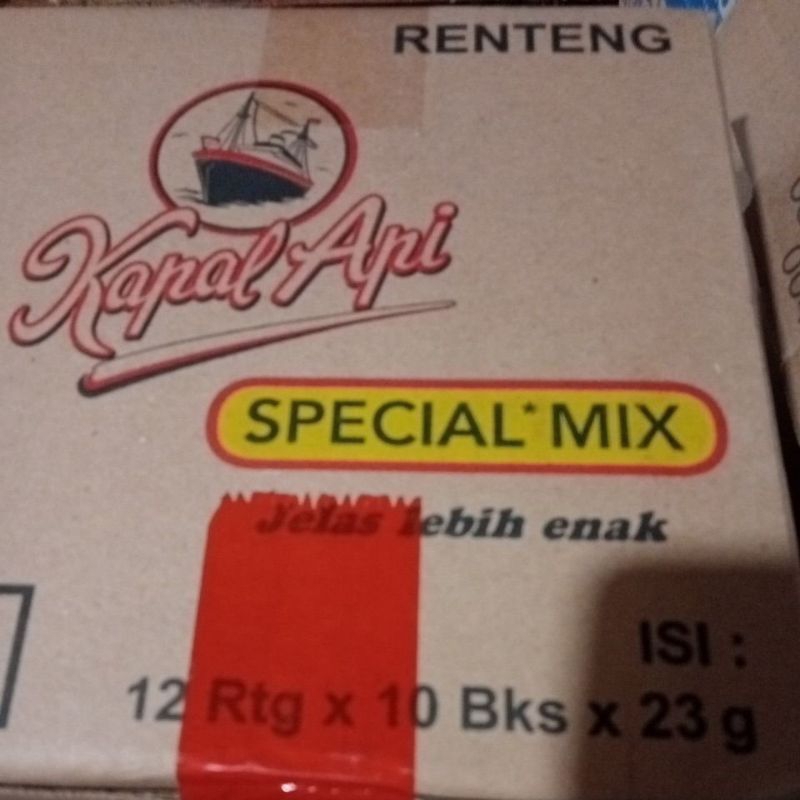 RENTENG
Kapal Api
SPECIAL* MIX
Jelas lebih enak
ISI :
12 Rtg x 10 Bks x 23 g